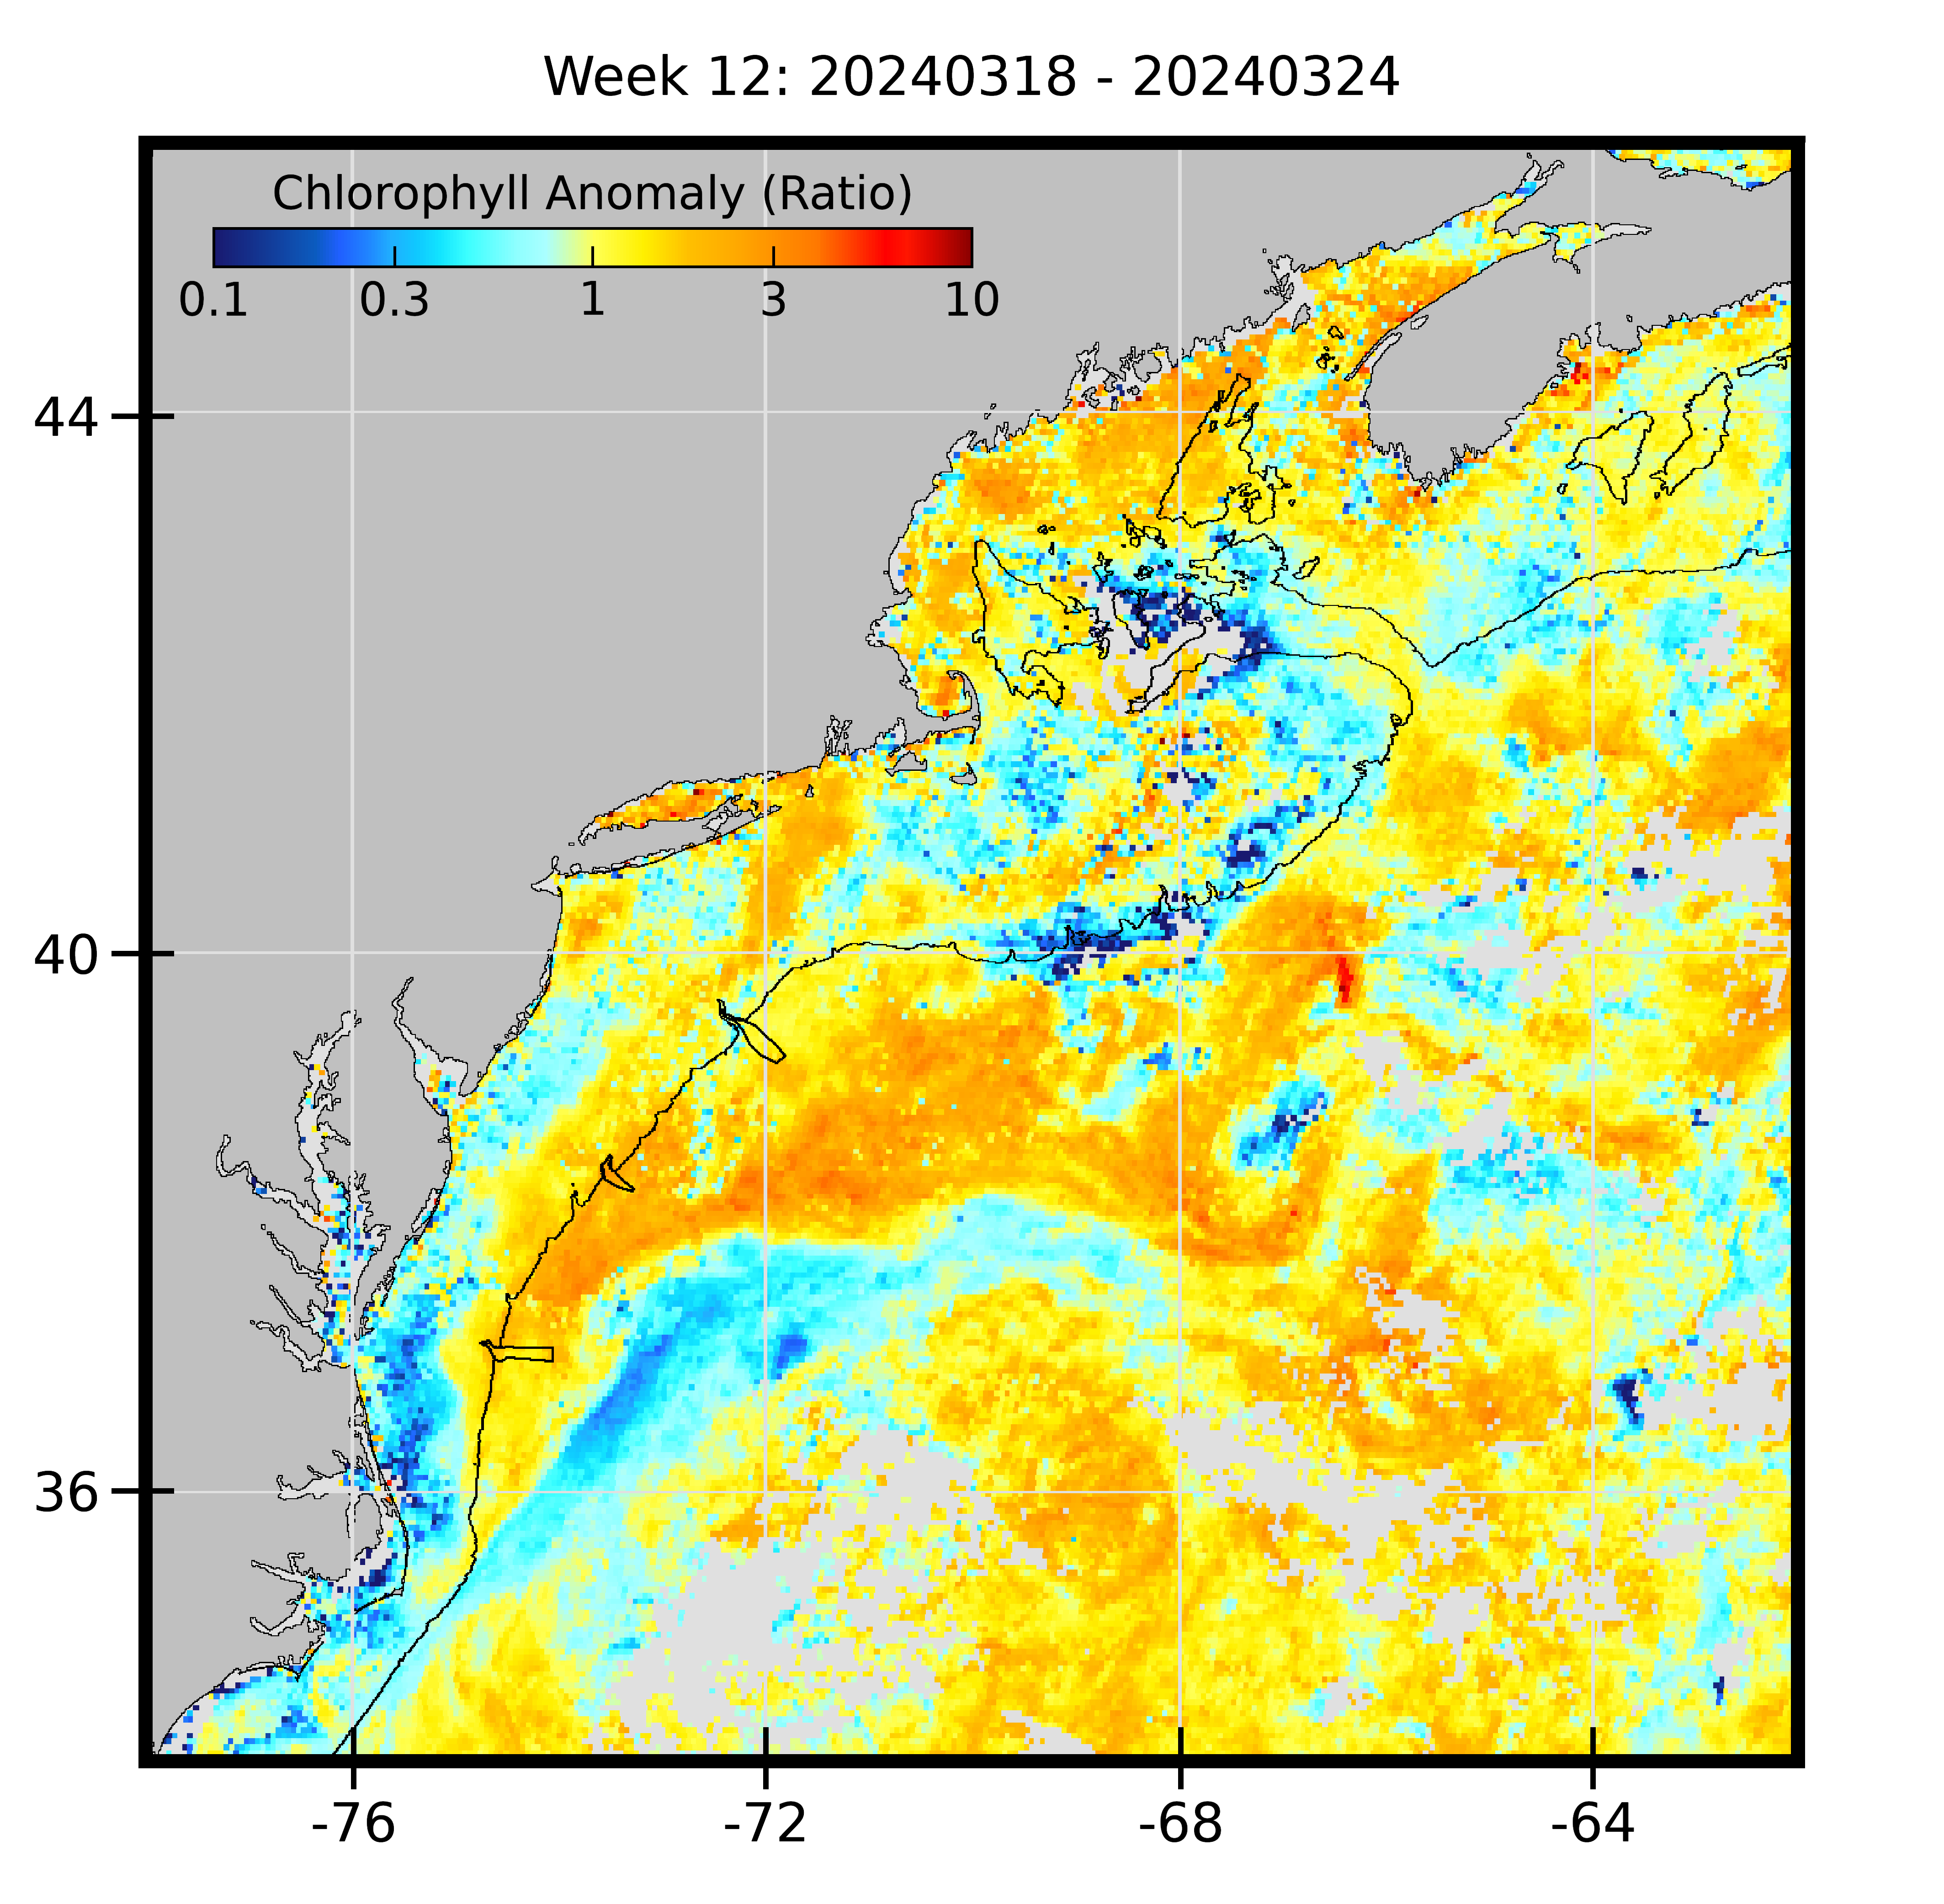 Week 12: 20240318 - 20240324
Chlorophyll Anomaly (Ratio)
0.1 0.3 1 3 10
44
40
36
-76 -72 -68 -64